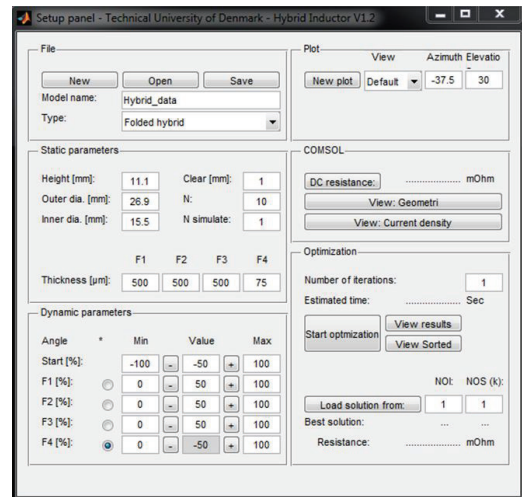 Setup panel - Technical University of Denmark - Hybrid Inductor V1.2
File
New Open Save
Model name: Hybrid_data
Type: Folded hybrid
Static parameters
Height [mm]: 11.1 Clear [mm]: 1
Outer dia. [mm]: 26.9 N: 10
Inner dia. [mm]: 15.5 N simulate: 1
F1 F2 F3 F4
Thickness [µm]: 500 500 500 75
Dynamic parameters
Angle * Min Value Max
Start [%]: -100 - -50 + 100
F1 [%]: 0 - 50 + 100
F2 [%]: 0 - 50 + 100
F3 [%]: 0 - 50 + 100
F4 [%]: 0 - -50 + 100
Plot
View Azimuth Elevatio
New plot Default -37.5 30
COMSOL
DC resistance: .................... mOhm
View: Geometri
View: Current density
Optimization
Number of iterations: 1
Estimated time: .................... Sec
Start optmization View results
View Sorted
NOI: NOS (k):
Load solution from: 1 1
Best solution: ... ...
Resistance: .................... mOhm